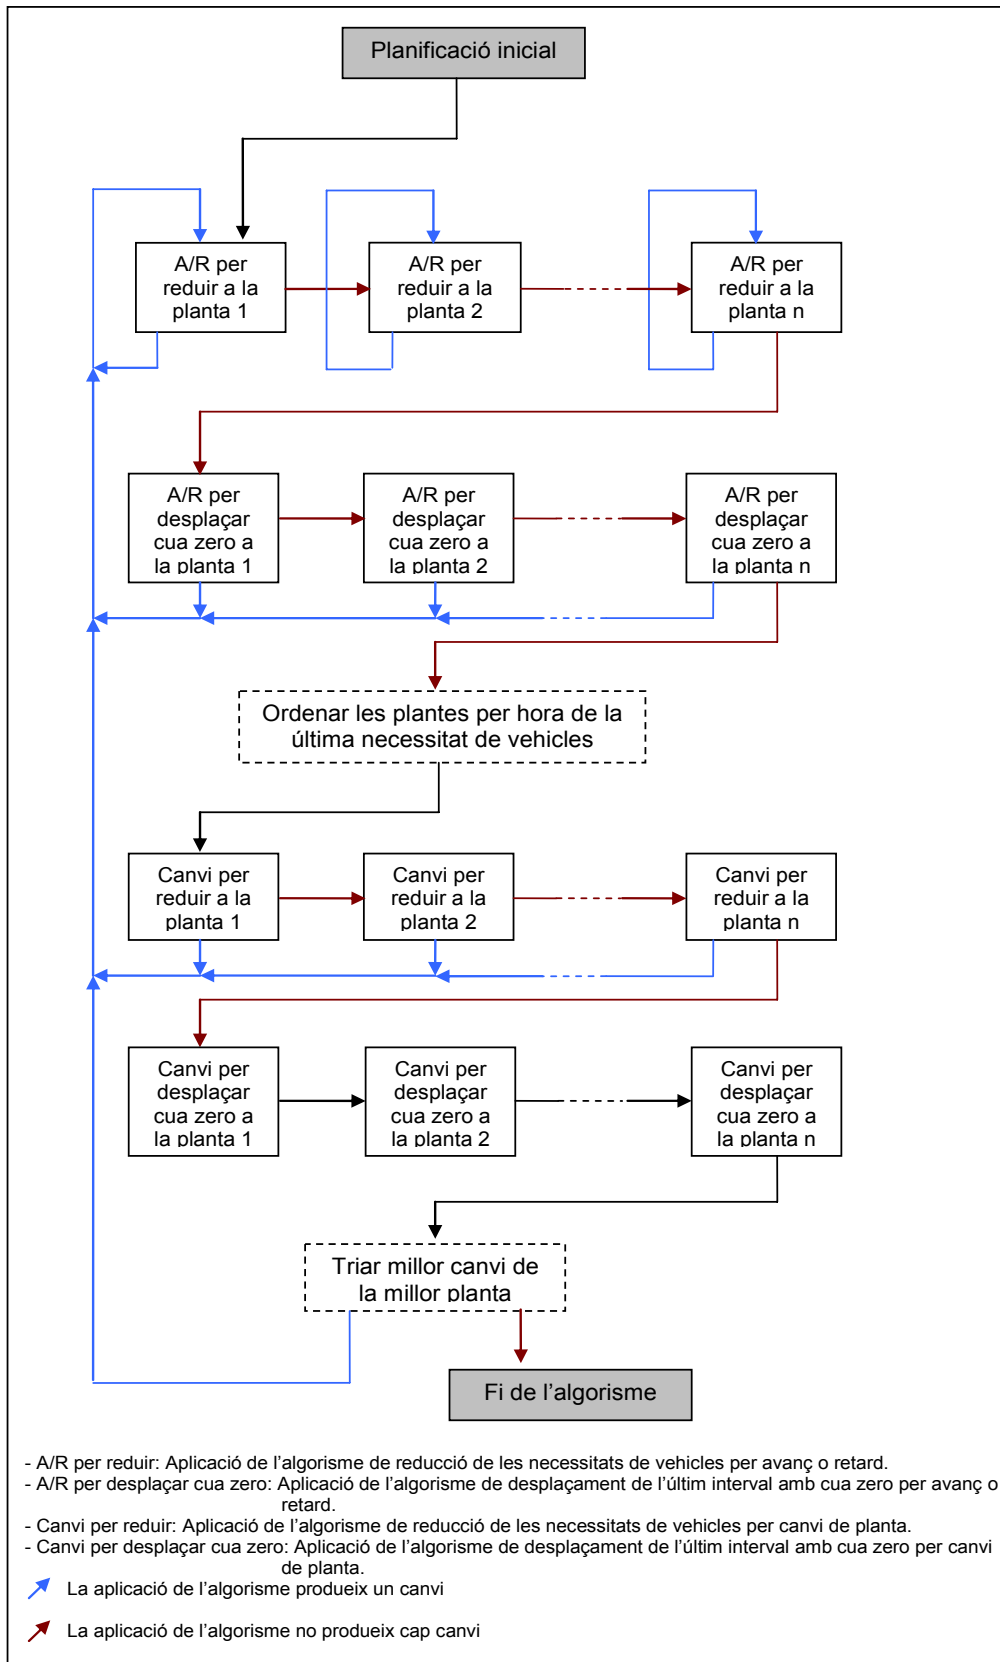 Planificació inicial
A/R per
reduir a la
planta 1
A/R per
reduir a la
planta 2
A/R per
reduir a la
planta n
A/R per
desplaçar
cua zero a
la planta 1
A/R per
desplaçar
cua zero a
la planta 2
A/R per
desplaçar
cua zero a
la planta n
Ordenar les plantes per hora de la
última necessitat de vehicles
Canvi per
reduir a la
planta 1
Canvi per
reduir a la
planta 2
Canvi per
reduir a la
planta n
Canvi per
desplaçar
cua zero a
la planta 1
Canvi per
desplaçar
cua zero a
la planta 2
Canvi per
desplaçar
cua zero a
la planta n
Triar millor canvi de
la millor planta
Fi de l’algorisme
- A/R per reduir: Aplicació de l’algorisme de reducció de les necessitats de vehicles per avanç o retard.
- A/R per desplaçar cua zero: Aplicació de l’algorisme de desplaçament de l’últim interval amb cua zero per avanç o
retard.
- Canvi per reduir: Aplicació de l’algorisme de reducció de les necessitats de vehicles per canvi de planta.
- Canvi per desplaçar cua zero: Aplicació de l’algorisme de desplaçament de l’últim interval amb cua zero per canvi
de planta.
La aplicació de l’algorisme produeix un canvi
La aplicació de l’algorisme no produeix cap canvi